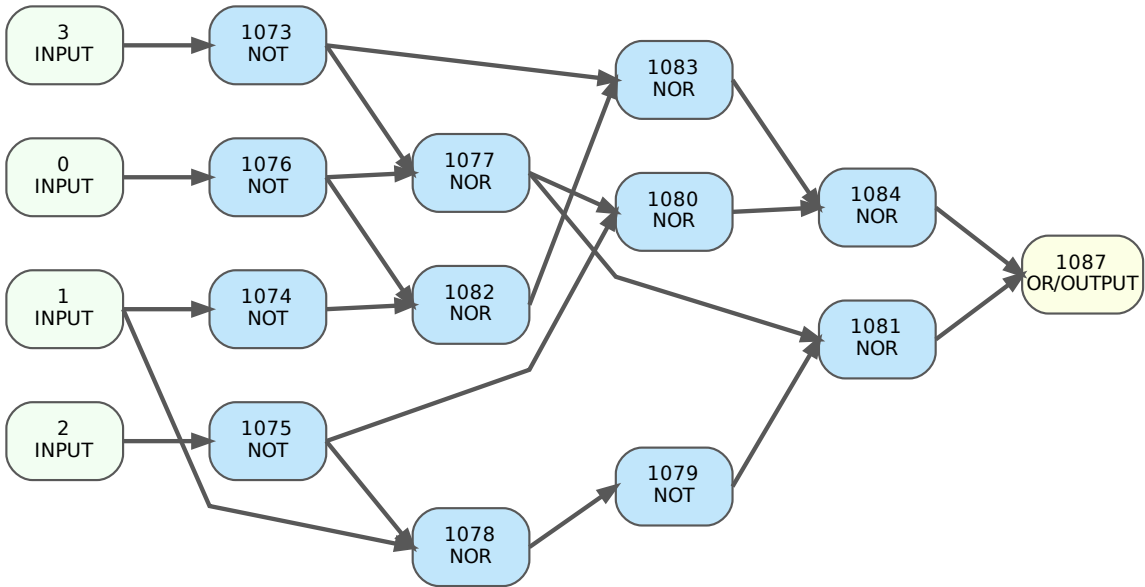 3
INPUT
1073
NOT
1083
NOR
0
INPUT
1076
NOT
1077
NOR
1080
NOR
1084
NOR
1087
OR/OUTPUT
1
INPUT
1074
NOT
1082
NOR
1081
NOR
2
INPUT
1075
NOT
1079
NOT
1078
NOR